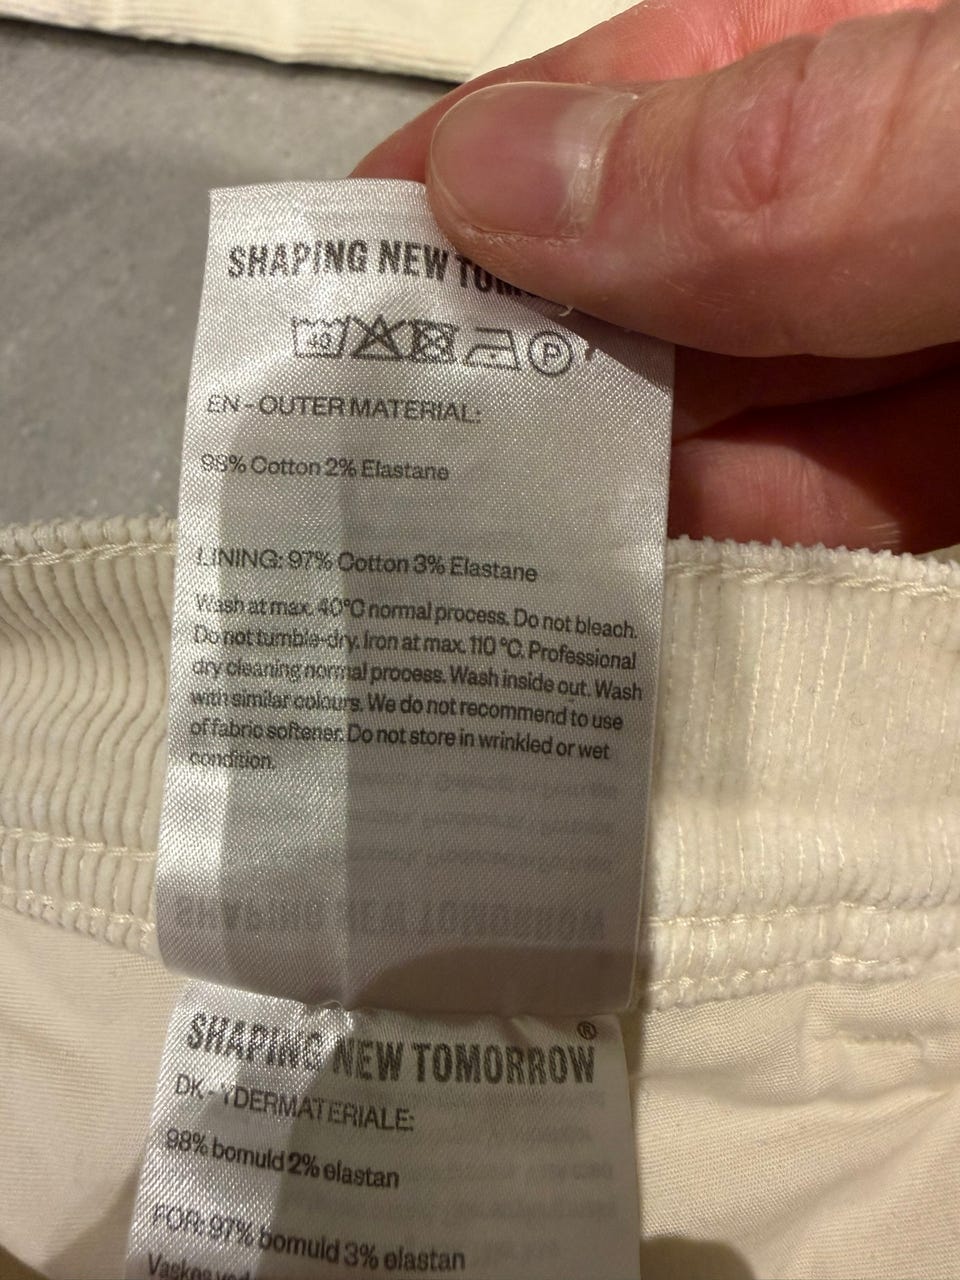 SHAPING NEW TOM
40 P
EN - OUTER MATERIAL:
98% Cotton 2% Elastane
LINING: 97% Cotton 3% Elastane
Wash at max. 40°C normal process. Do not bleach.
Do not tumble-dry. Iron at max. 110 °C. Professional
dry cleaning normal process. Wash inside out. Wash
with similar colours. We do not recommend to use
of fabric softener. Do not store in wrinkled or wet
condition.
SHAPING NEW TOMORROW®
DK - YDERMATERIALE:
98% bomuld 2% elastan
FOR: 97% bomuld 3% elastan
Vaskes ved